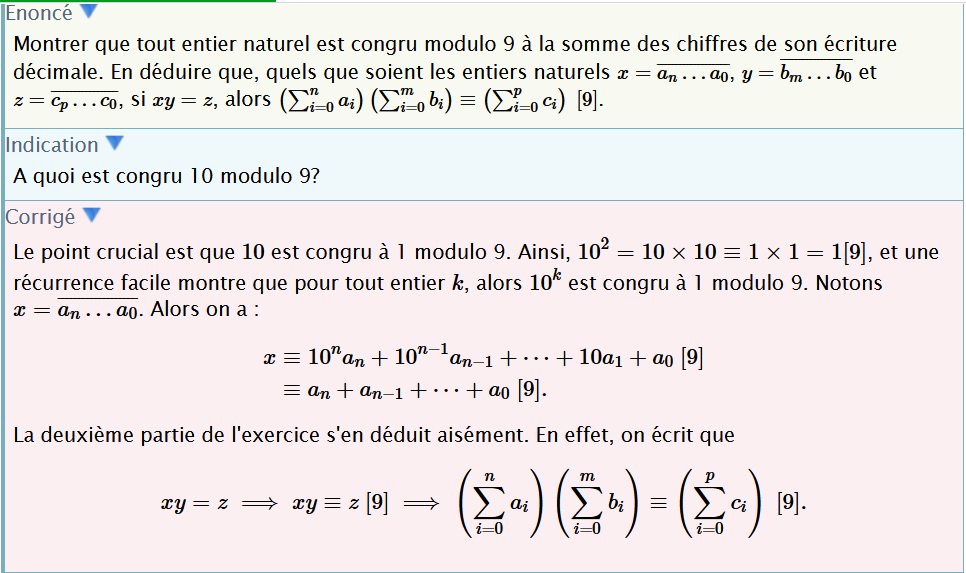 Enoncé
Montrer que tout entier naturel est congru modulo 9 à la somme des chiffres de son écriture
décimale. En déduire que, quels que soient les entiers naturels $x = \overline{a_n \dots a_0}$, $y = \overline{b_m \dots b_0}$ et
$z = \overline{c_p \dots c_0}$, si $xy = z$, alors $\left(\sum_{i=0}^{n} a_i\right)\left(\sum_{i=0}^{m} b_i\right) \equiv \left(\sum_{i=0}^{p} c_i\right)\ [9]$.
Indication
A quoi est congru 10 modulo 9?
Corrigé
Le point crucial est que $10$ est congru à 1 modulo 9. Ainsi, $10^2 = 10 \times 10 \equiv 1 \times 1 = 1[9]$, et une
récurrence facile montre que pour tout entier $k$, alors $10^k$ est congru à 1 modulo 9. Notons
$x = \overline{a_n \dots a_0}$. Alors on a :
$x \equiv 10^n a_n + 10^{n-1} a_{n-1} + \cdots + 10a_1 + a_0\ [9]$
$\equiv a_n + a_{n-1} + \cdots + a_0\ [9].$
La deuxième partie de l'exercice s'en déduit aisément. En effet, on écrit que
$xy = z \implies xy \equiv z\ [9] \implies \left(\sum_{i=0}^{n} a_i\right)\left(\sum_{i=0}^{m} b_i\right) \equiv \left(\sum_{i=0}^{p} c_i\right)\ [9].$